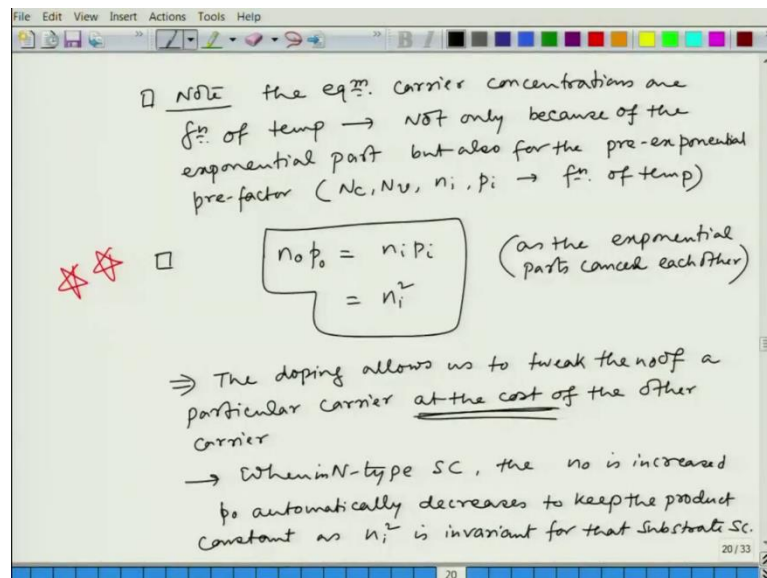 File Edit View Insert Actions Tools Help
□ Note the eqm. carrier concentrations are
fn. of temp → Not only because of the
exponential part but also for the pre-exponential
pre-factor (Nc, Nv, ni, pi → fn. of temp)
□ n₀p₀ = nipi (as the exponential
= ni² parts cancel each other)
⇒ The doping allows us to tweak the no of a
particular carrier at the cost of the other
carrier
→ When in N-type SC, the n₀ is increased
p₀ automatically decreases to keep the product
constant as ni² is invariant for that Substrate SC.
20 / 33
20